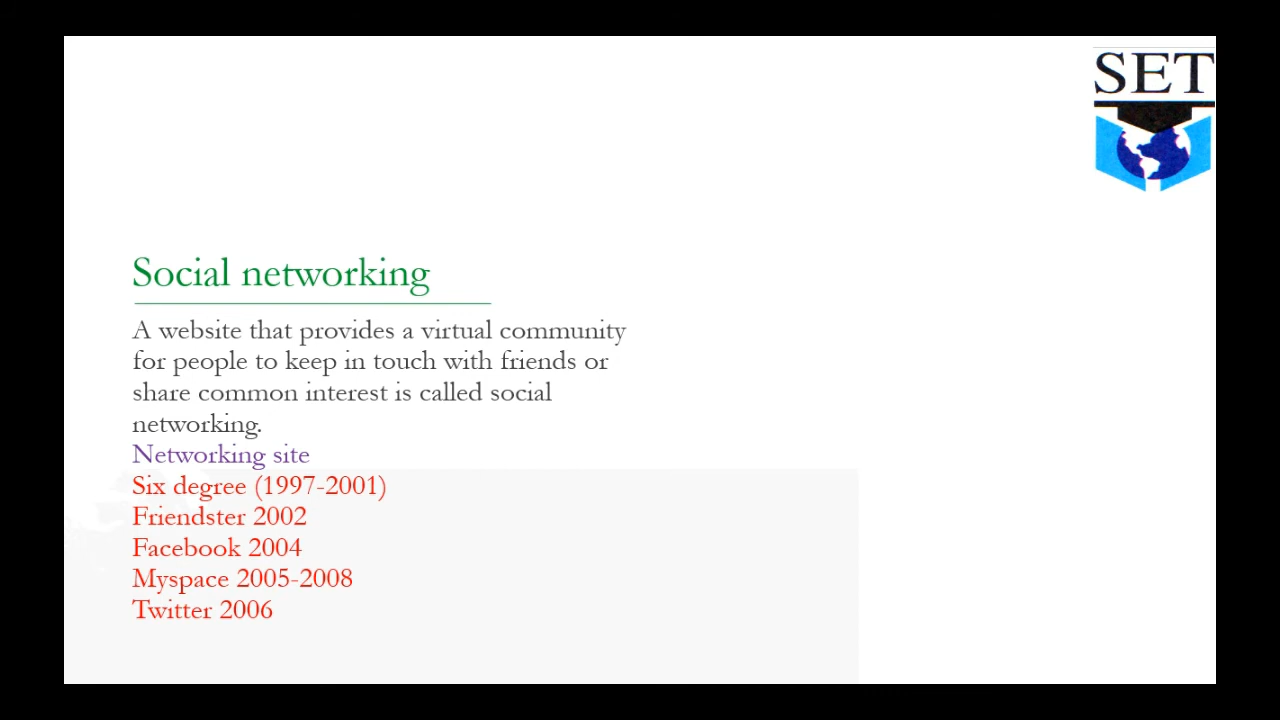 SET
Social networking
A website that provides a virtual community
for people to keep in touch with friends or
share common interest is called social
networking.
Networking site
Six degree (1997-2001)
Friendster 2002
Facebook 2004
Myspace 2005-2008
Twitter 2006